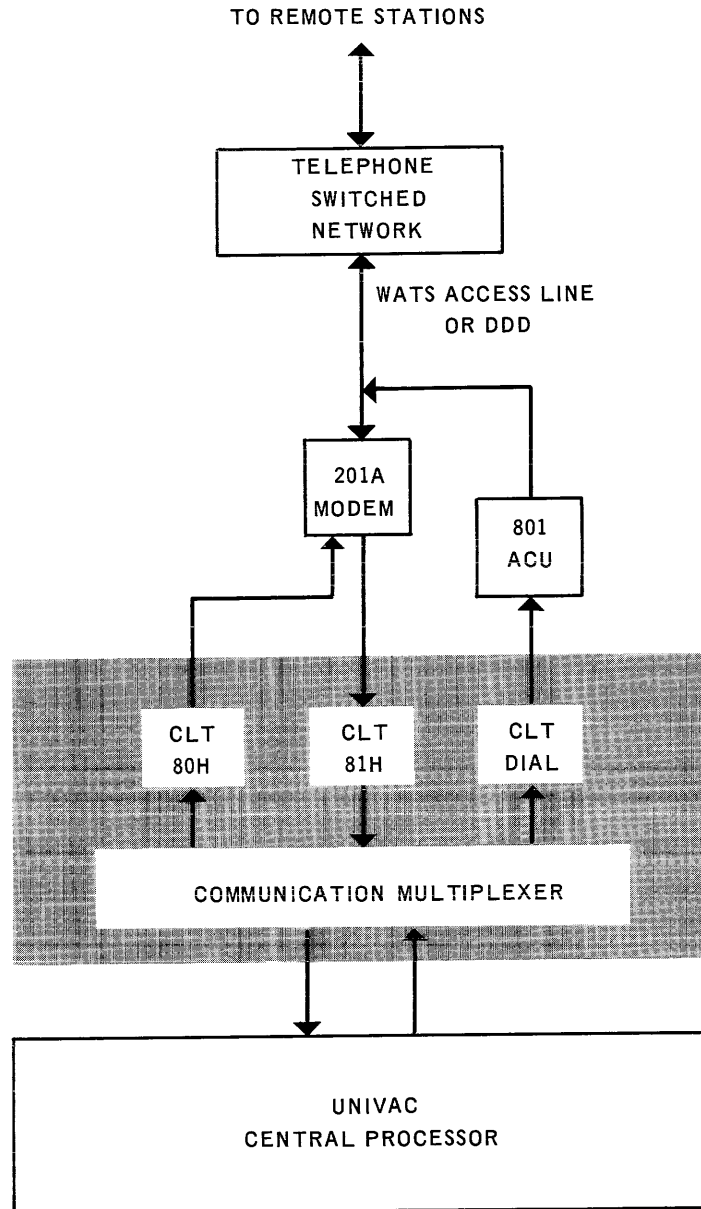 TO REMOTE STATIONS
TELEPHONE
SWITCHED
NETWORK
WATS ACCESS LINE
OR DDD
201A
MODEM
801
ACU
CLT
80H
CLT
81H
CLT
DIAL
COMMUNICATION MULTIPLEXER
UNIVAC
CENTRAL PROCESSOR